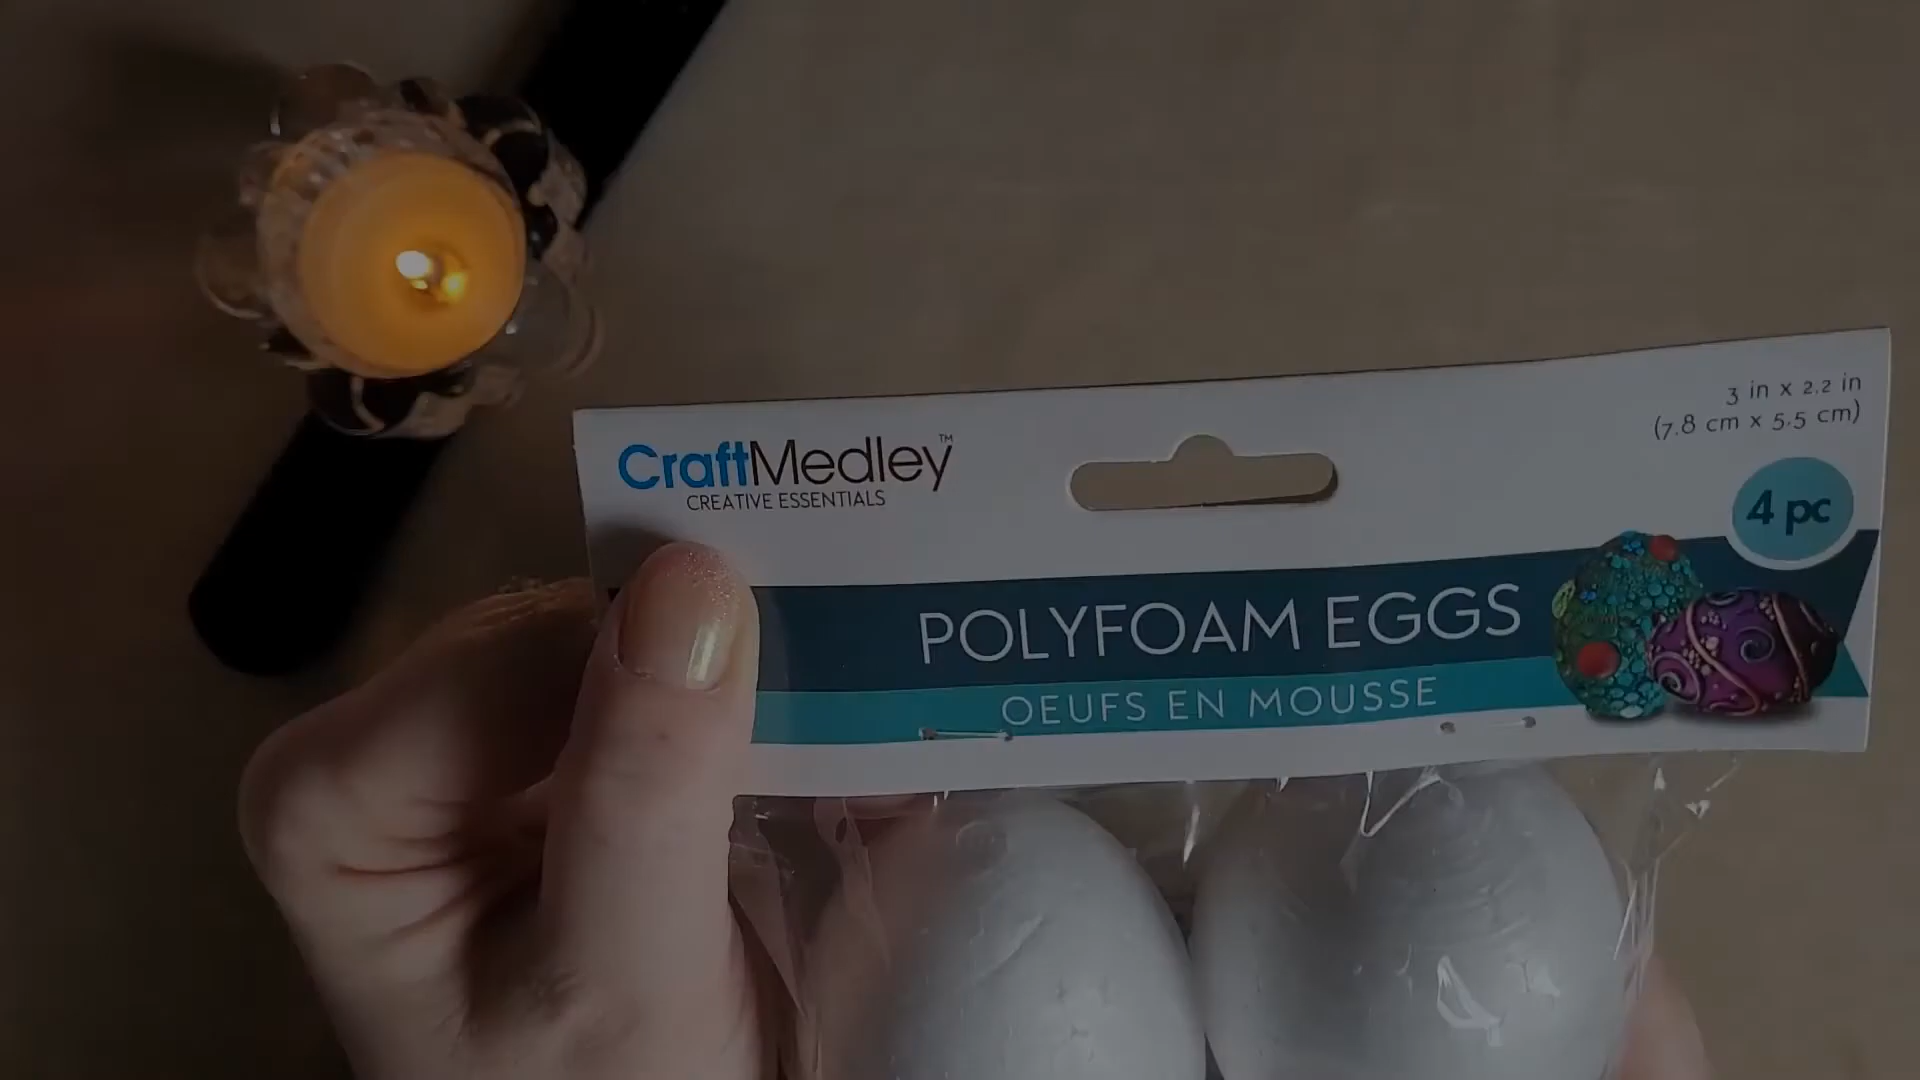 CraftMedley™
CREATIVE ESSENTIALS
3 in x 2.2 in
(7.8 cm x 5.5 cm)
4 pc
POLYFOAM EGGS
OEUFS EN MOUSSE